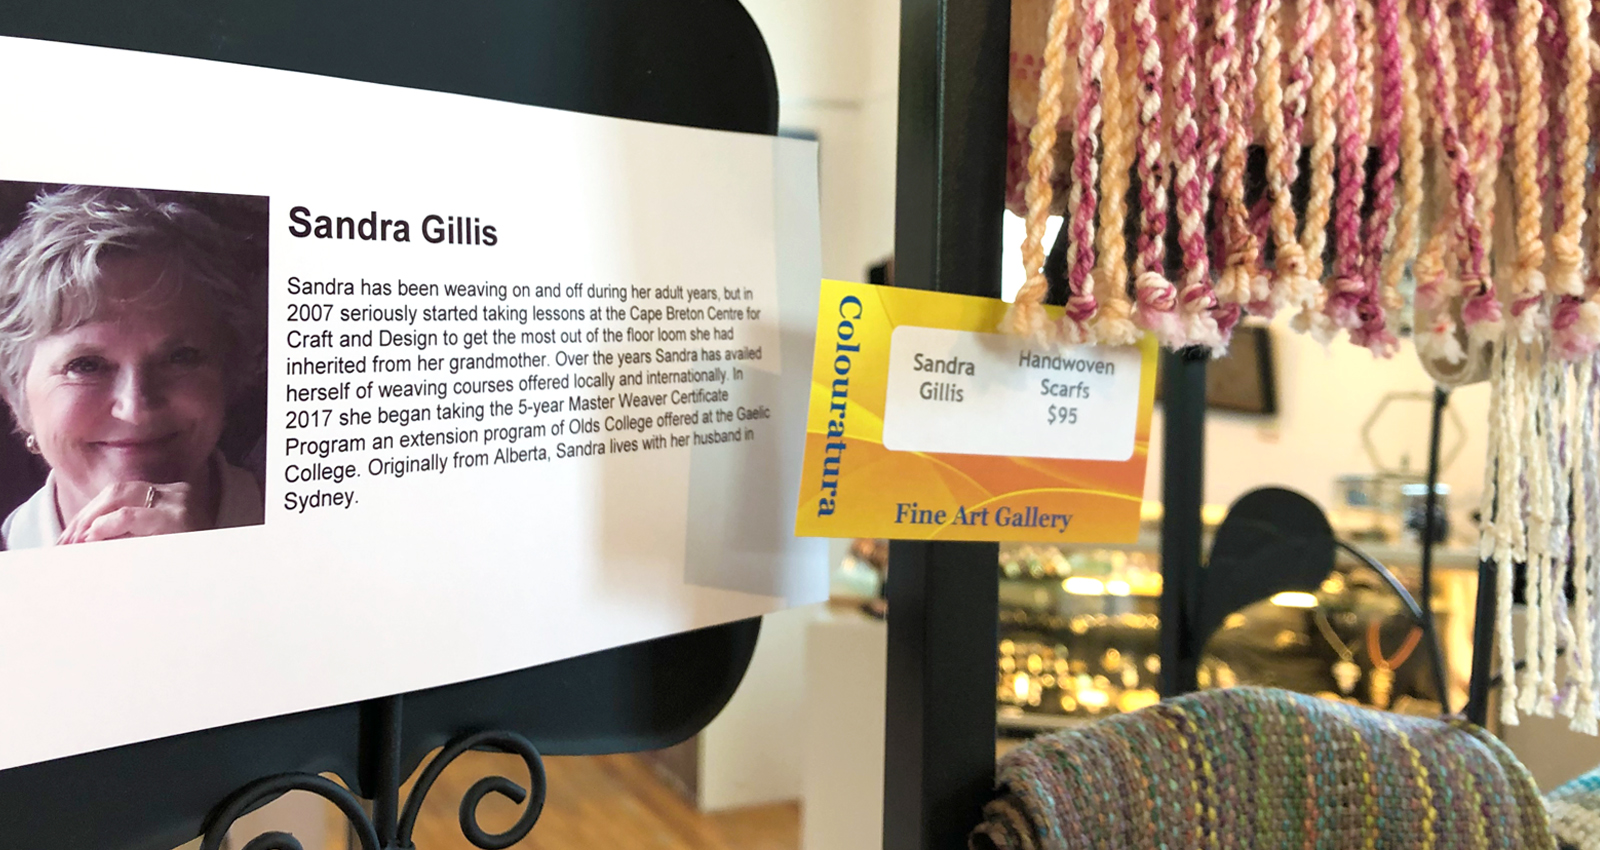 Sandra Gillis
Sandra has been weaving on and off during her adult years, but in
2007 seriously started taking lessons at the Cape Breton Centre for
Craft and Design to get the most out of the floor loom she had
inherited from her grandmother. Over the years Sandra has availed
herself of weaving courses offered locally and internationally. In
2017 she began taking the 5-year Master Weaver Certificate
Program an extension program of Olds College offered at the Gaelic
College. Originally from Alberta, Sandra lives with her husband in
Sydney.
Colouratura
Sandra
Gillis
Handwoven
Scarfs
$95
Fine Art Gallery